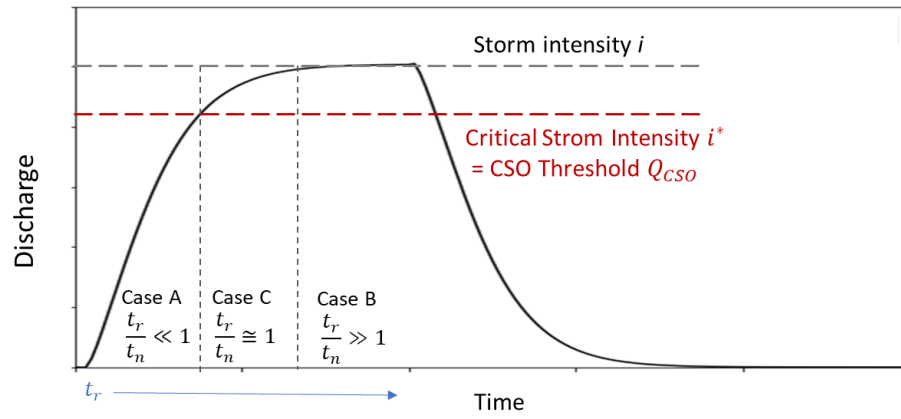 Storm intensity i
Critical Strom Intensity i*
= CSO Threshold Q_CSO
Discharge
Case A
t_r/t_n ≪ 1
Case C
t_r/t_n ≅ 1
Case B
t_r/t_n ≫ 1
t_r
Time